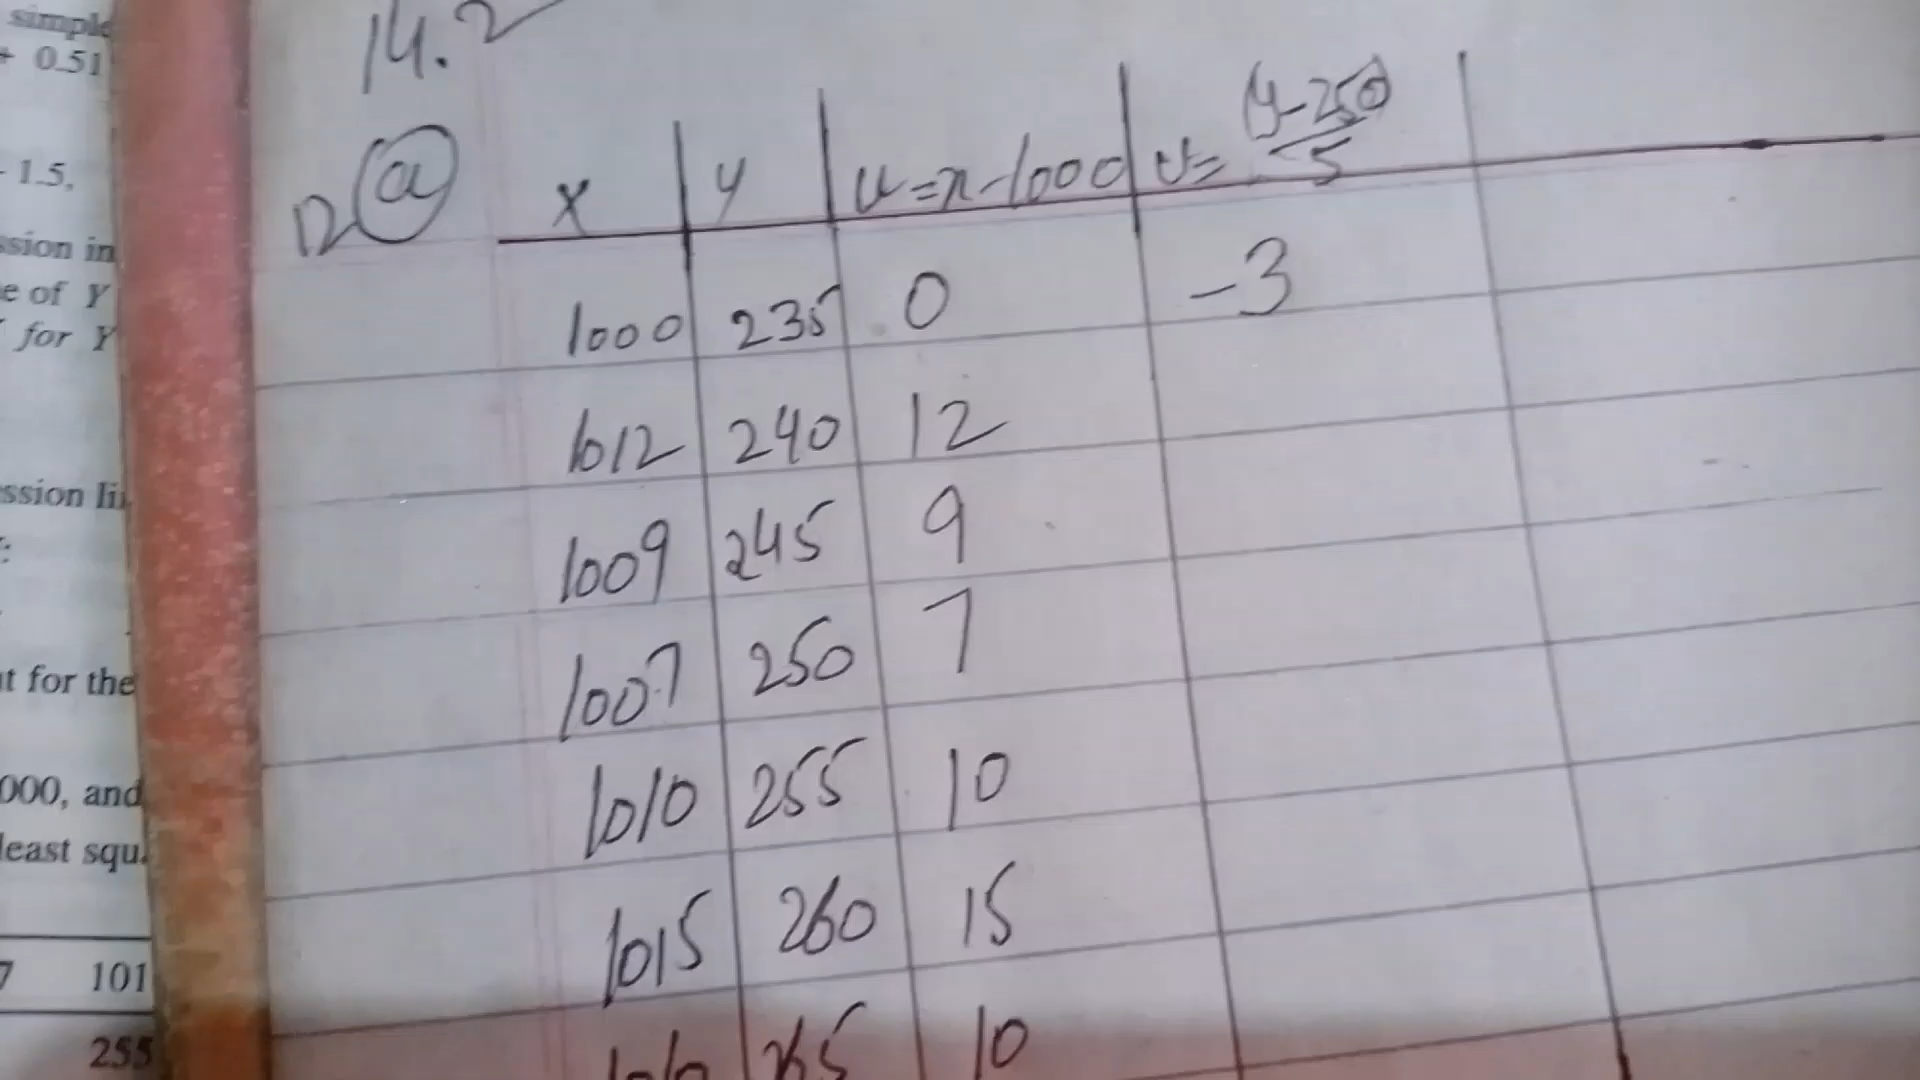 simple
+ 0.51
- 1.5,
ssion in
e of Y
for Y
ssion li
:
t for the
000, and
least squ
7 101
255
14.2
12 (a) x y u=x-1000 v= (y-250)/5
1000 235 0 -3
1012 240 12
1009 245 9
1007 250 7
1010 255 10
1015 260 15
1010 265 10